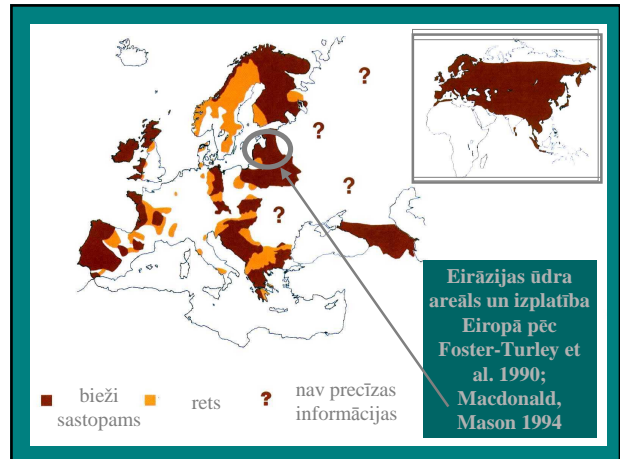 ?
?
?
?
Eirāzijas ūdra
areāls un izplatība
Eiropā pēc
Foster-Turley et
al. 1990;
Macdonald,
Mason 1994
bieži
sastopams
rets
? nav precīzas
informācijas